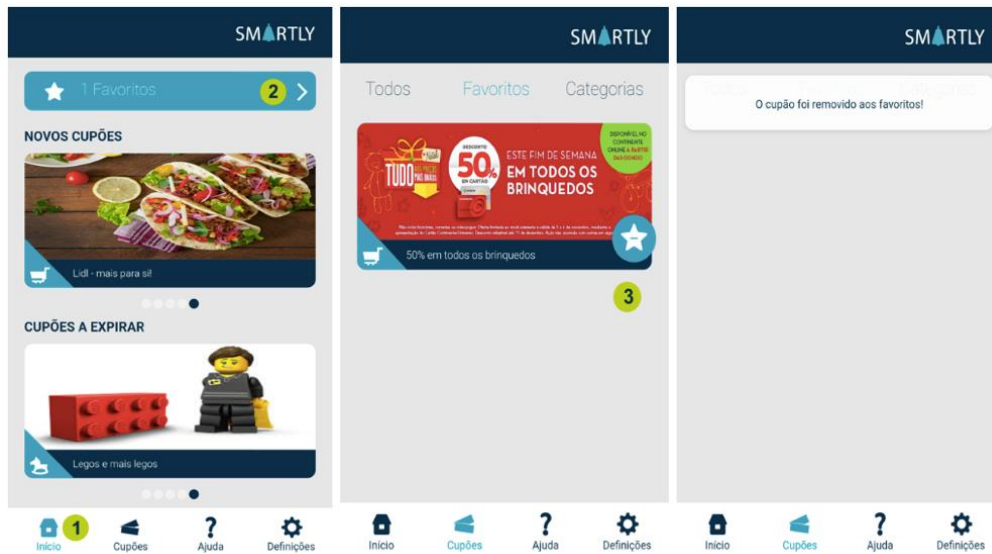 SMARTLY
1 Favoritos
2
NOVOS CUPÕES
Lidl - mais para si!
CUPÕES A EXPIRAR
Legos e mais legos
1
Início
Cupões
Ajuda
Definições
SMARTLY
Todos
Favoritos
Categorias
TUDO
DESCONTO
50%
EM CARTÃO
ESTE FIM DE SEMANA
EM TODOS OS
BRINQUEDOS
DISPONÍVEL NO
CONTINENTE
ONLINE A PARTIR
50% em todos os brinquedos
3
Início
Cupões
Ajuda
Definições
SMARTLY
O cupão foi removido aos favoritos!
Início
Cupões
Ajuda
Definições